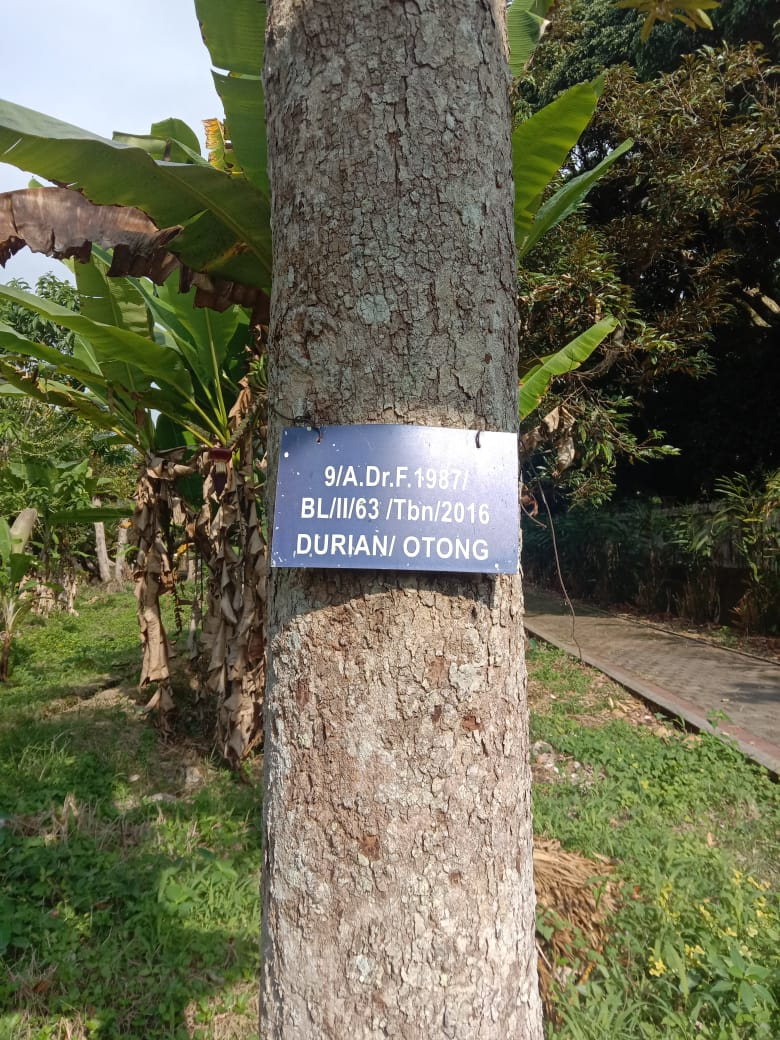 9/A.Dr.F.1987/
BL/II/63 /Tbn/2016
DURIAN/ OTONG